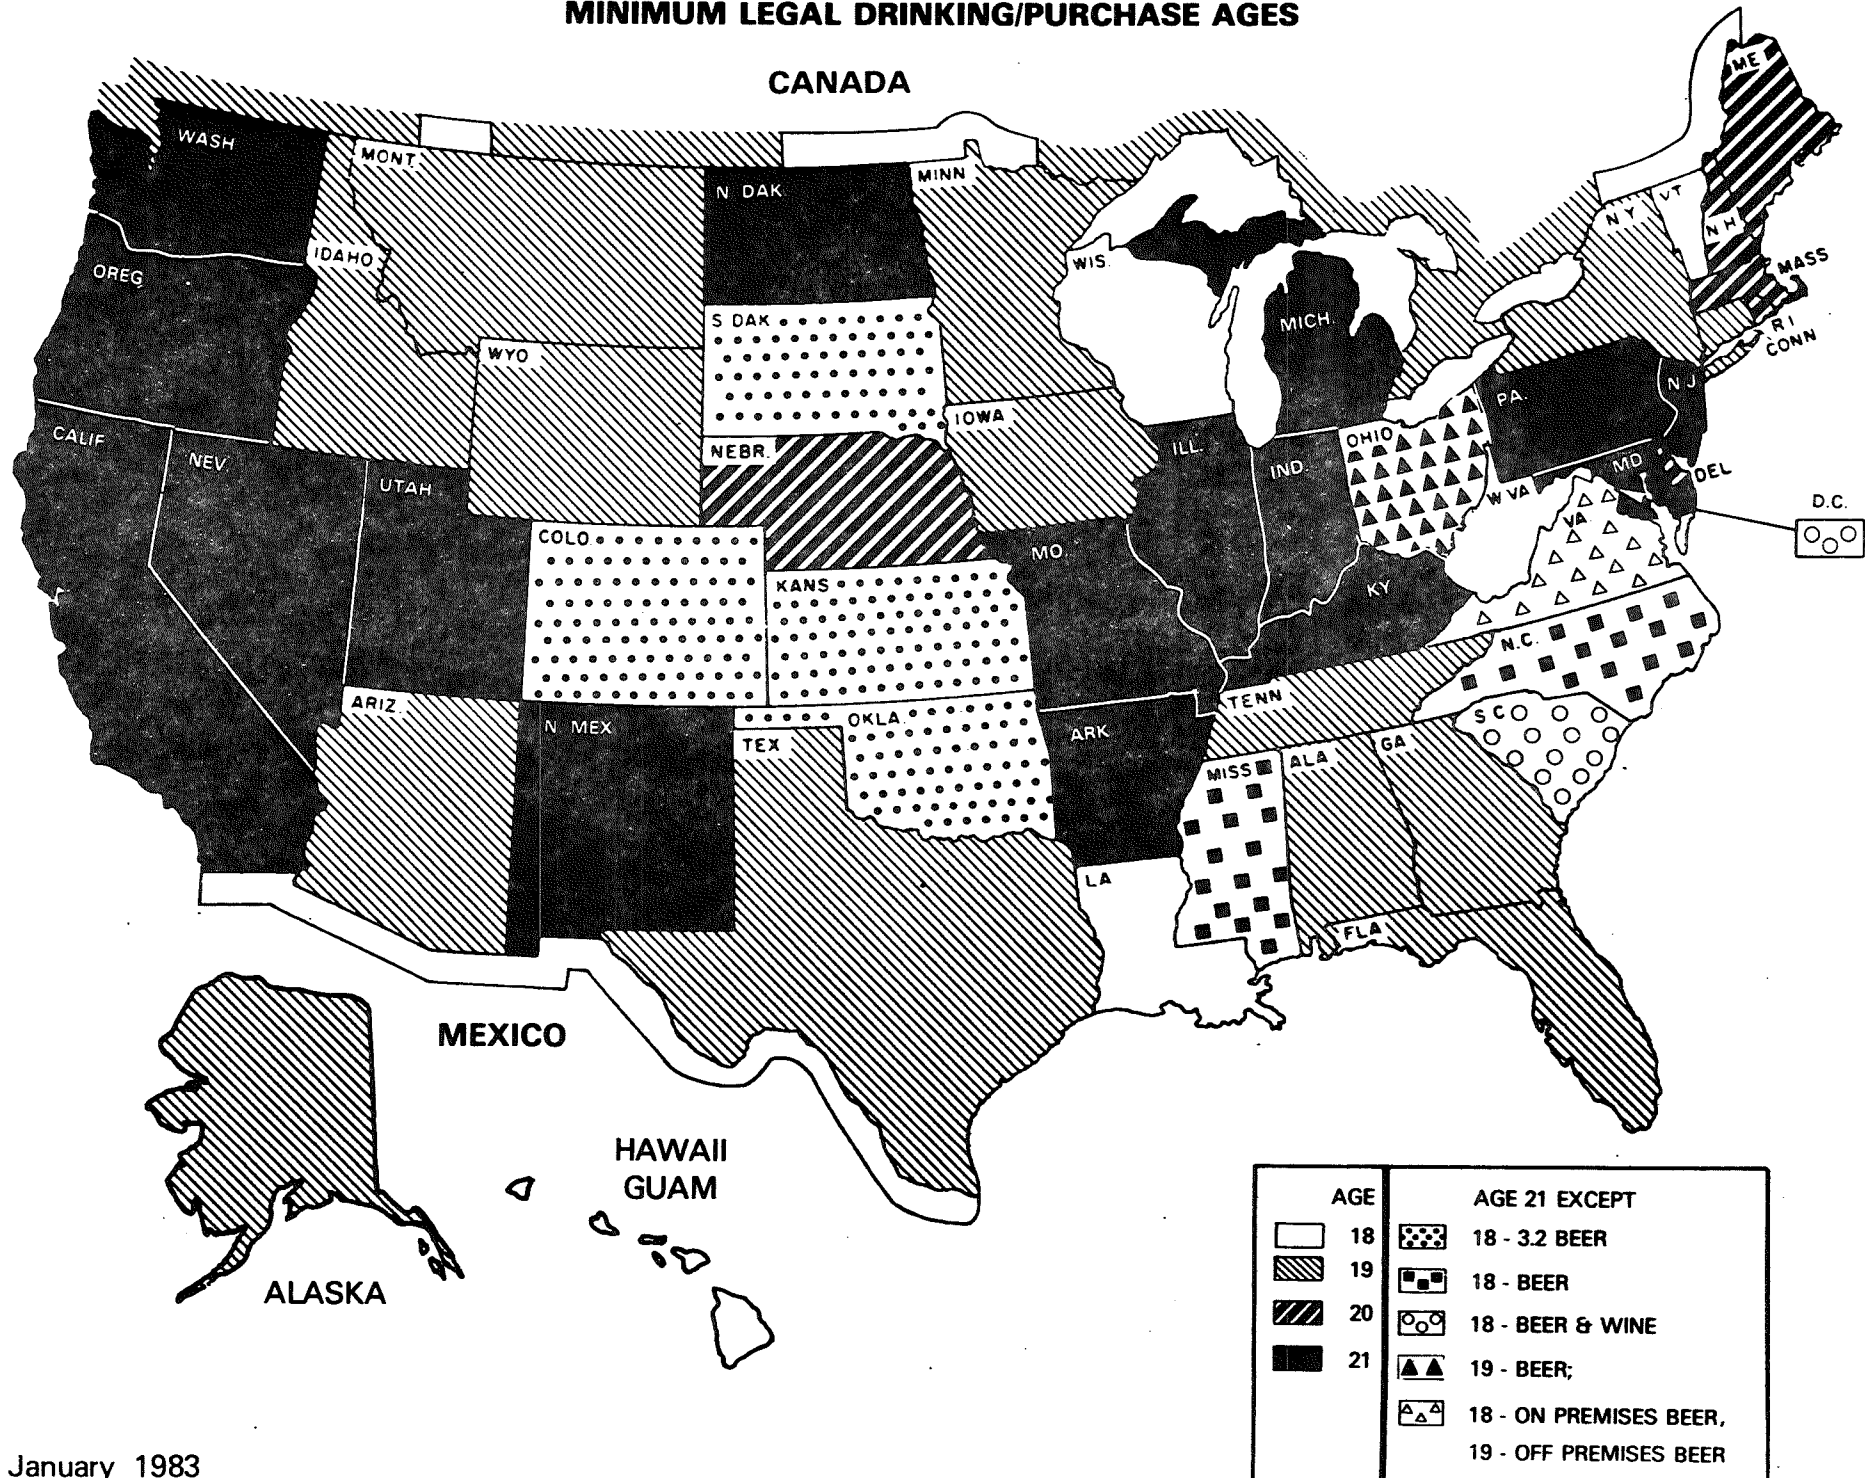 MINIMUM LEGAL DRINKING/PURCHASE AGES
CANADA
ME
WASH
MONT.
N DAK
MINN
VT
N Y
N H
IDAHO
WIS.
MASS
OREG.
S DAK
MICH.
R I
CONN
WYO
N J
PA.
IOWA
CALIF
NEBR.
ILL.
OHIO
NEV.
IND.
MD
DEL
UTAH
W VA
D.C.
COLO.
MO.
VA.
KANS
KY
N.C.
ARIZ.
TENN
N MEX
OKLA.
S C
TEX
ARK
GA
ALA
MISS
LA
FLA
MEXICO
HAWAII
GUAM
ALASKA
AGE
18
19
20
21
AGE 21 EXCEPT
18 - 3.2 BEER
18 - BEER
18 - BEER & WINE
19 - BEER;
18 - ON PREMISES BEER,
19 - OFF PREMISES BEER
January 1983